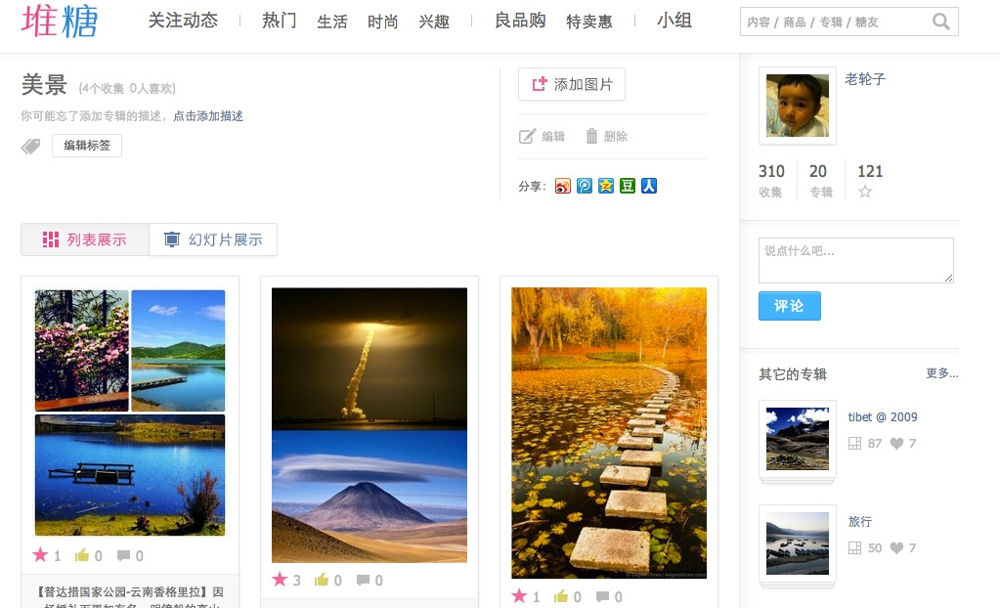 堆糖 关注动态 热门 生活 时尚 兴趣 良品购 特卖惠 小组 内容 / 商品 / 专辑 / 糖友
美景 (4个收集 0人喜欢)
你可能忘了添加专辑的描述，点击添加描述
编辑标签
添加图片
编辑 删除
分享：
老轮子
310 20 121
收集 专辑
列表展示 幻灯片展示
说点什么吧...
评论
其它的专辑 更多...
tibet @ 2009
87 7
旅行
50 7
1 0 0
【普达措国家公园-云南香格里拉】因
3 0 0
1 0 0